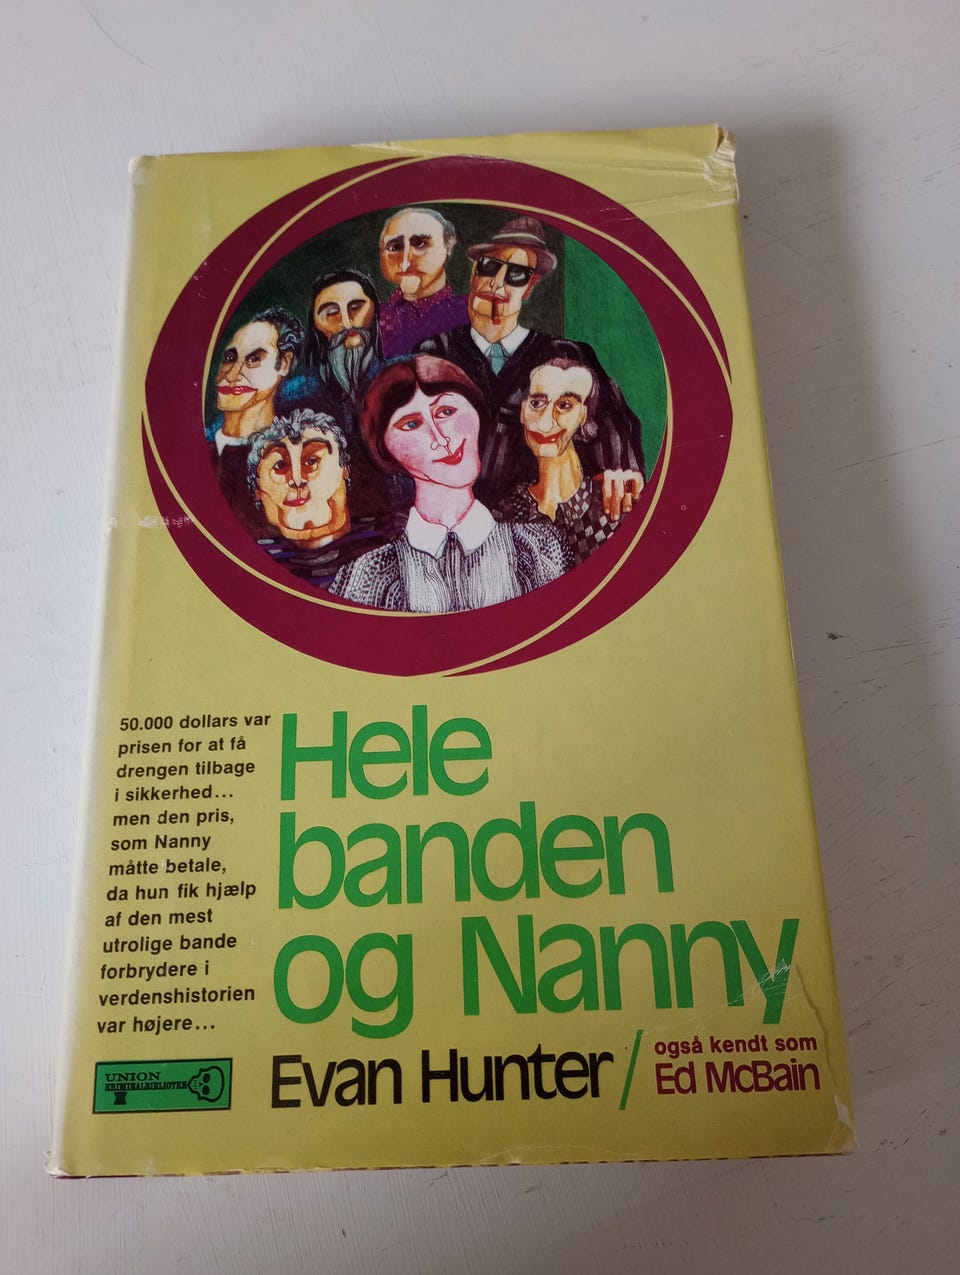 50.000 dollars var
prisen for at få
drengen tilbage
i sikkerhed...
men den pris,
som Nanny
måtte betale,
da hun fik hjælp
af den mest
utrolige bande
forbrydere i
verdenshistorien
var højere...
Hele
banden
og Nanny
UNION
KRIMINALBIBLIOTEK
Evan Hunter /
også kendt som
Ed McBain